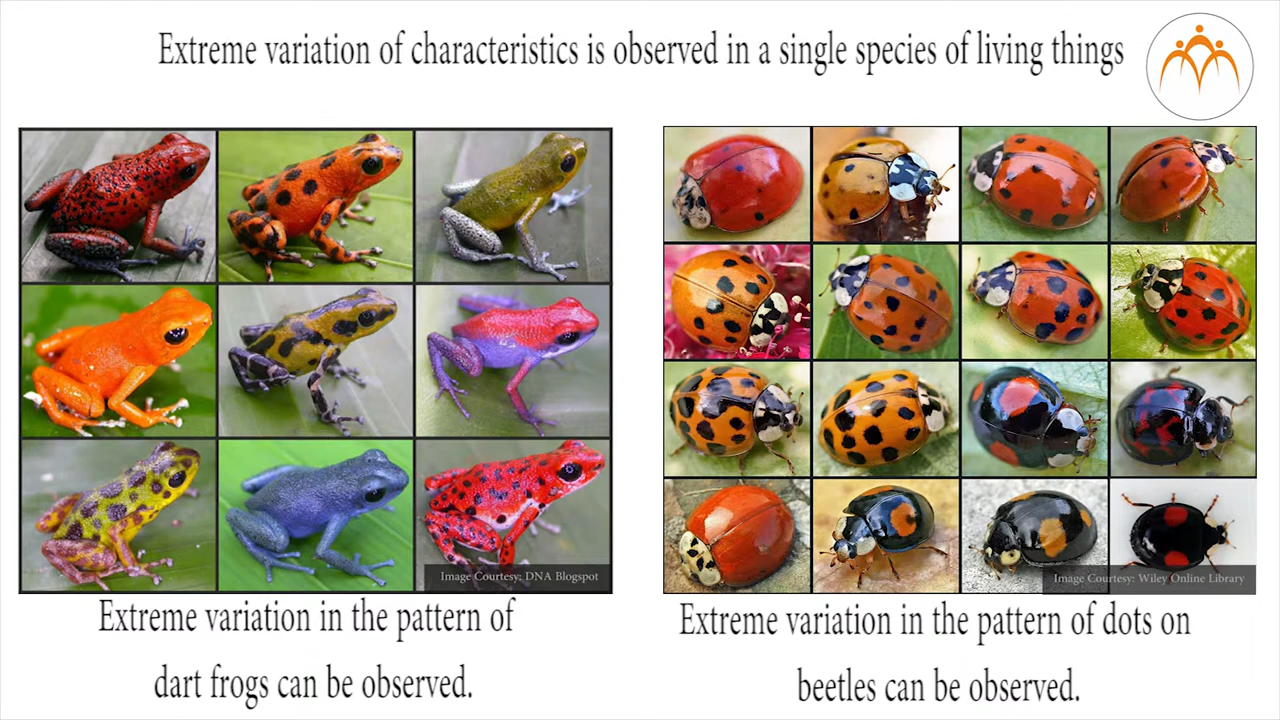 Extreme variation of characteristics is observed in a single species of living things
Image Courtesy: DNA Blogspot
Image Courtesy: Wiley Online Library
Extreme variation in the pattern of
dart frogs can be observed.
Extreme variation in the pattern of dots on
beetles can be observed.